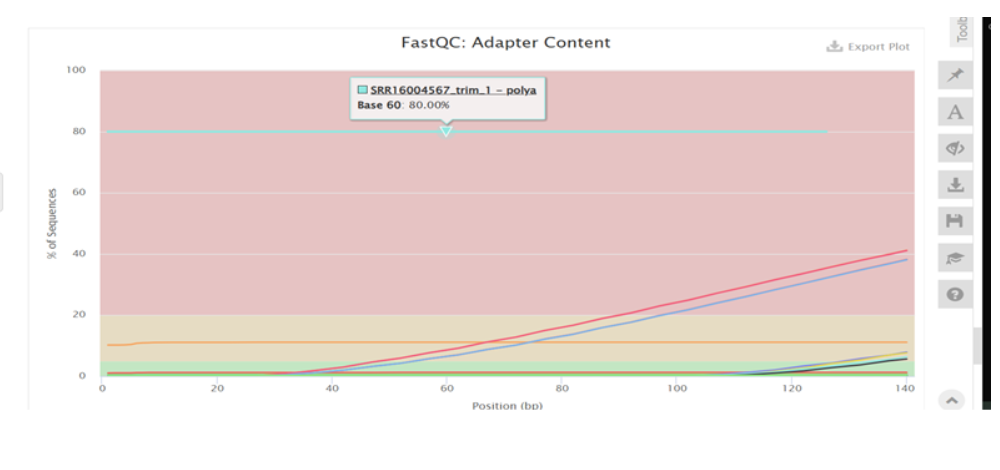 FastQC: Adapter Content
Export Plot
Toolb
SRR16004567_trim_1 - polya
Base 60: 80.00%
% of Sequences
100
80
60
40
20
0
0 20 40 60 80 100 120 140
Position (bp)
A